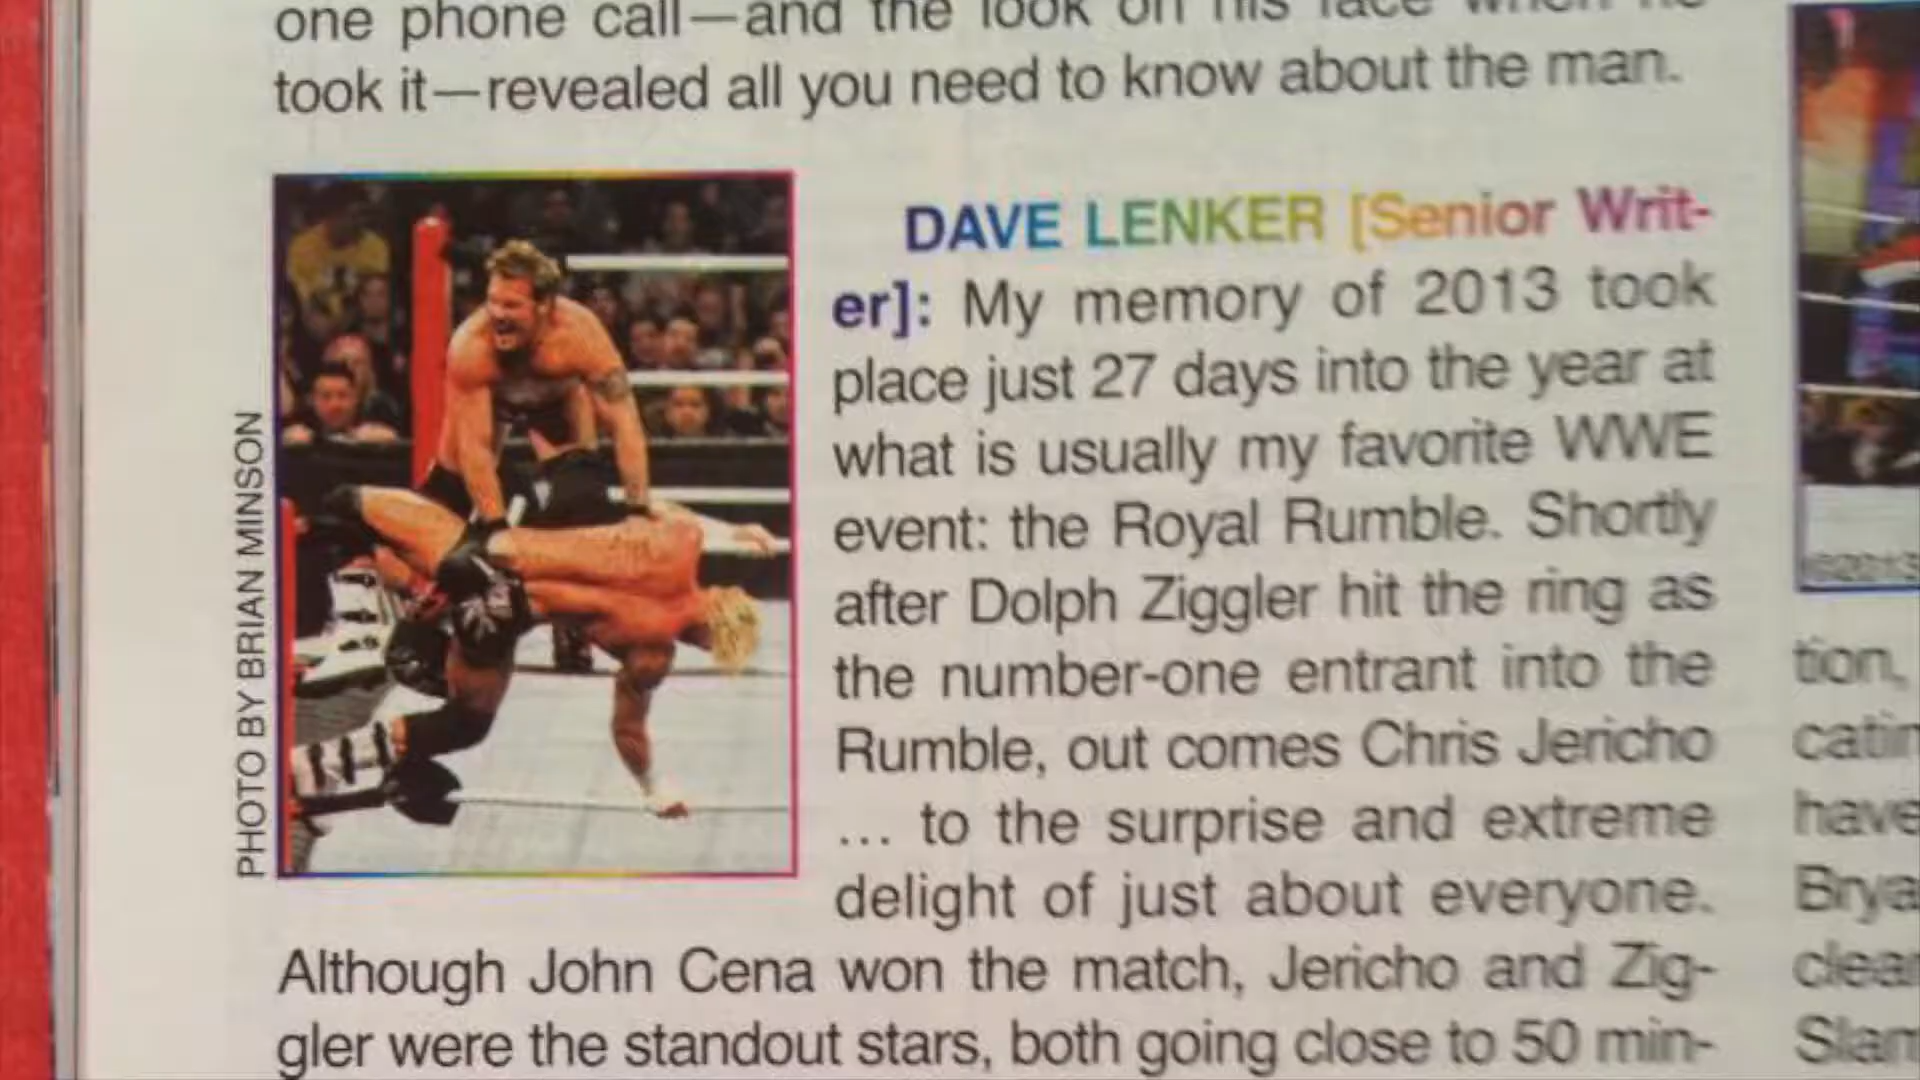 one phone call—and the look on his face when he
took it—revealed all you need to know about the man.
PHOTO BY BRIAN MINSON
DAVE LENKER [Senior Writ-
er]: My memory of 2013 took
place just 27 days into the year at
what is usually my favorite WWE
event: the Royal Rumble. Shortly
after Dolph Ziggler hit the ring as
the number-one entrant into the
Rumble, out comes Chris Jericho
... to the surprise and extreme
delight of just about everyone.
Although John Cena won the match, Jericho and Zig-
gler were the standout stars, both going close to 50 min-
tion,
have